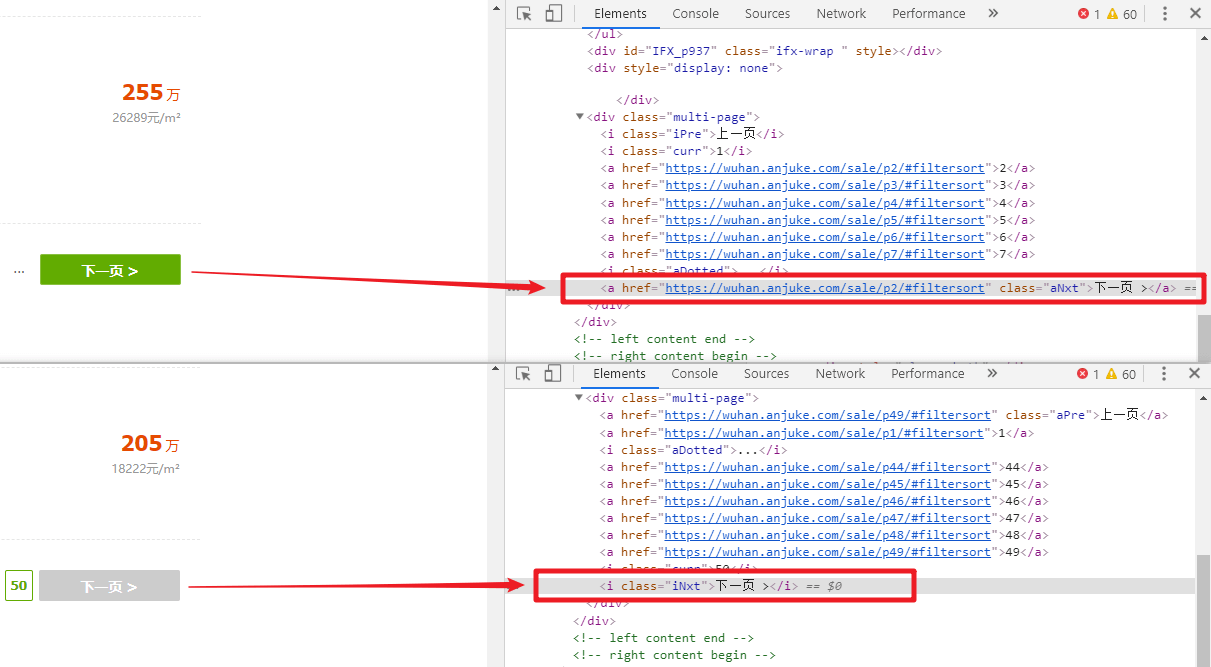 Elements Console Sources Network Performance » 1 60
</ul>
<div id="IFX_p937" class="ifx-wrap " style></div>
<div style="display: none">
</div>
<div class="multi-page">
<i class="iPre">上一页</i>
<i class="curr">1</i>
<a href="https://wuhan.anjuke.com/sale/p2/#filtersort">2</a>
<a href="https://wuhan.anjuke.com/sale/p3/#filtersort">3</a>
<a href="https://wuhan.anjuke.com/sale/p4/#filtersort">4</a>
<a href="https://wuhan.anjuke.com/sale/p5/#filtersort">5</a>
<a href="https://wuhan.anjuke.com/sale/p6/#filtersort">6</a>
<a href="https://wuhan.anjuke.com/sale/p7/#filtersort">7</a>
<i class="aDotted">...</i>
<a href="https://wuhan.anjuke.com/sale/p2/#filtersort" class="aNxt">下一页 ></a> ==
</div>
</div>
<!-- left content end -->
<!-- right content begin -->
255 万
26289元/m²
... 下一页 >
Elements Console Sources Network Performance » 1 60
<div class="multi-page">
<a href="https://wuhan.anjuke.com/sale/p49/#filtersort" class="aPre">上一页</a>
<a href="https://wuhan.anjuke.com/sale/p1/#filtersort">1</a>
<i class="aDotted">...</i>
<a href="https://wuhan.anjuke.com/sale/p44/#filtersort">44</a>
<a href="https://wuhan.anjuke.com/sale/p45/#filtersort">45</a>
<a href="https://wuhan.anjuke.com/sale/p46/#filtersort">46</a>
<a href="https://wuhan.anjuke.com/sale/p47/#filtersort">47</a>
<a href="https://wuhan.anjuke.com/sale/p48/#filtersort">48</a>
<a href="https://wuhan.anjuke.com/sale/p49/#filtersort">49</a>
<i class="curr">50</i>
<i class="iNxt">下一页 ></i> == $0
</div>
</div>
<!-- left content end -->
<!-- right content begin -->
205 万
18222元/m²
50 下一页 >